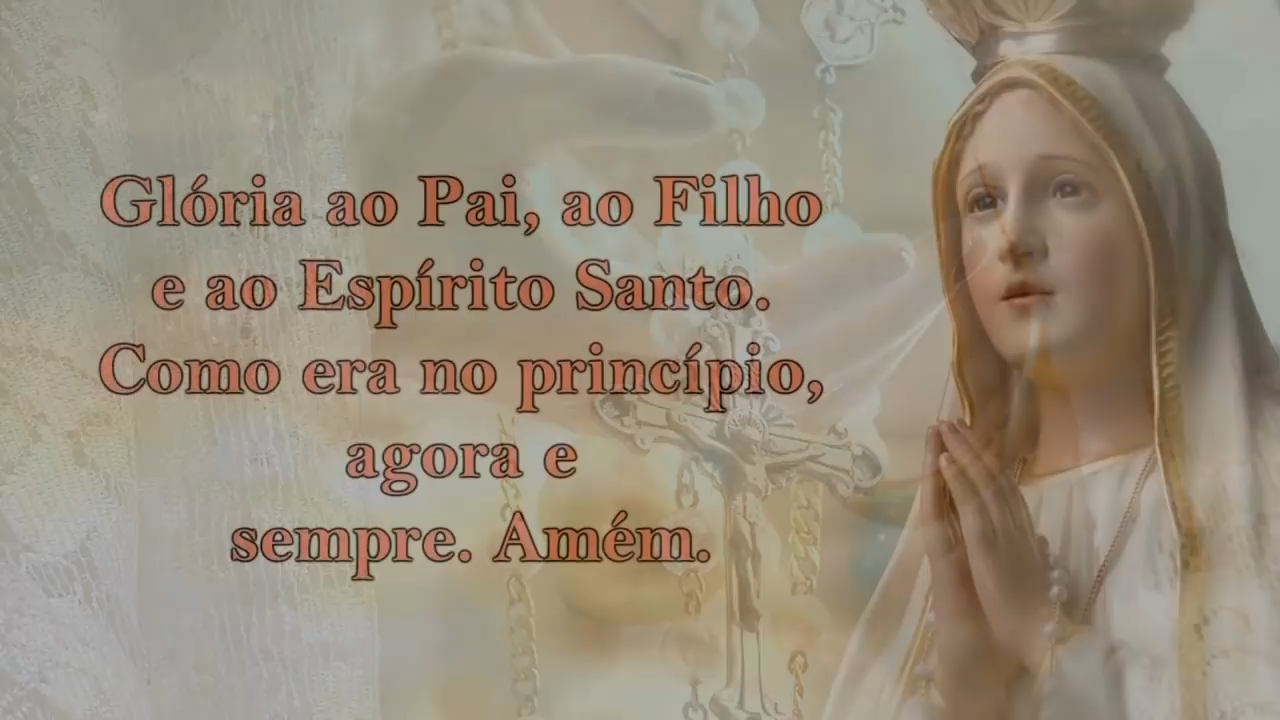 Glória ao Pai, ao Filho
e ao Espírito Santo.
Como era no princípio,
agora e
sempre. Amém.